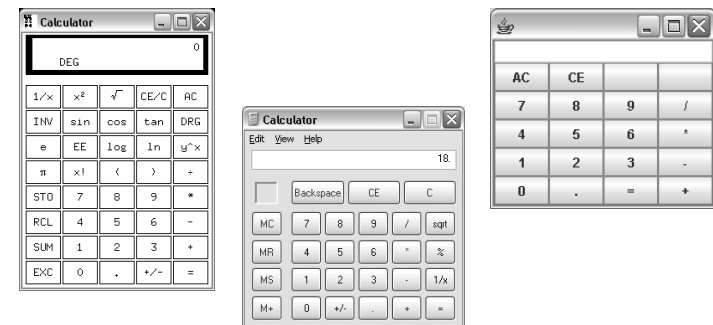 Calculator
0
DEG
1/x x² √ CE/C AC
INV sin cos tan DRG
e EE log ln y^x
π x! ( ) ÷
STO 7 8 9 *
RCL 4 5 6 -
SUM 1 2 3 +
EXC 0 . +/- =
Calculator
Edit View Help
18.
Backspace CE C
MC 7 8 9 / sqrt
MR 4 5 6 * %
MS 1 2 3 - 1/x
M+ 0 +/- . + =
AC CE
7 8 9 /
4 5 6 *
1 2 3 -
0 . = +